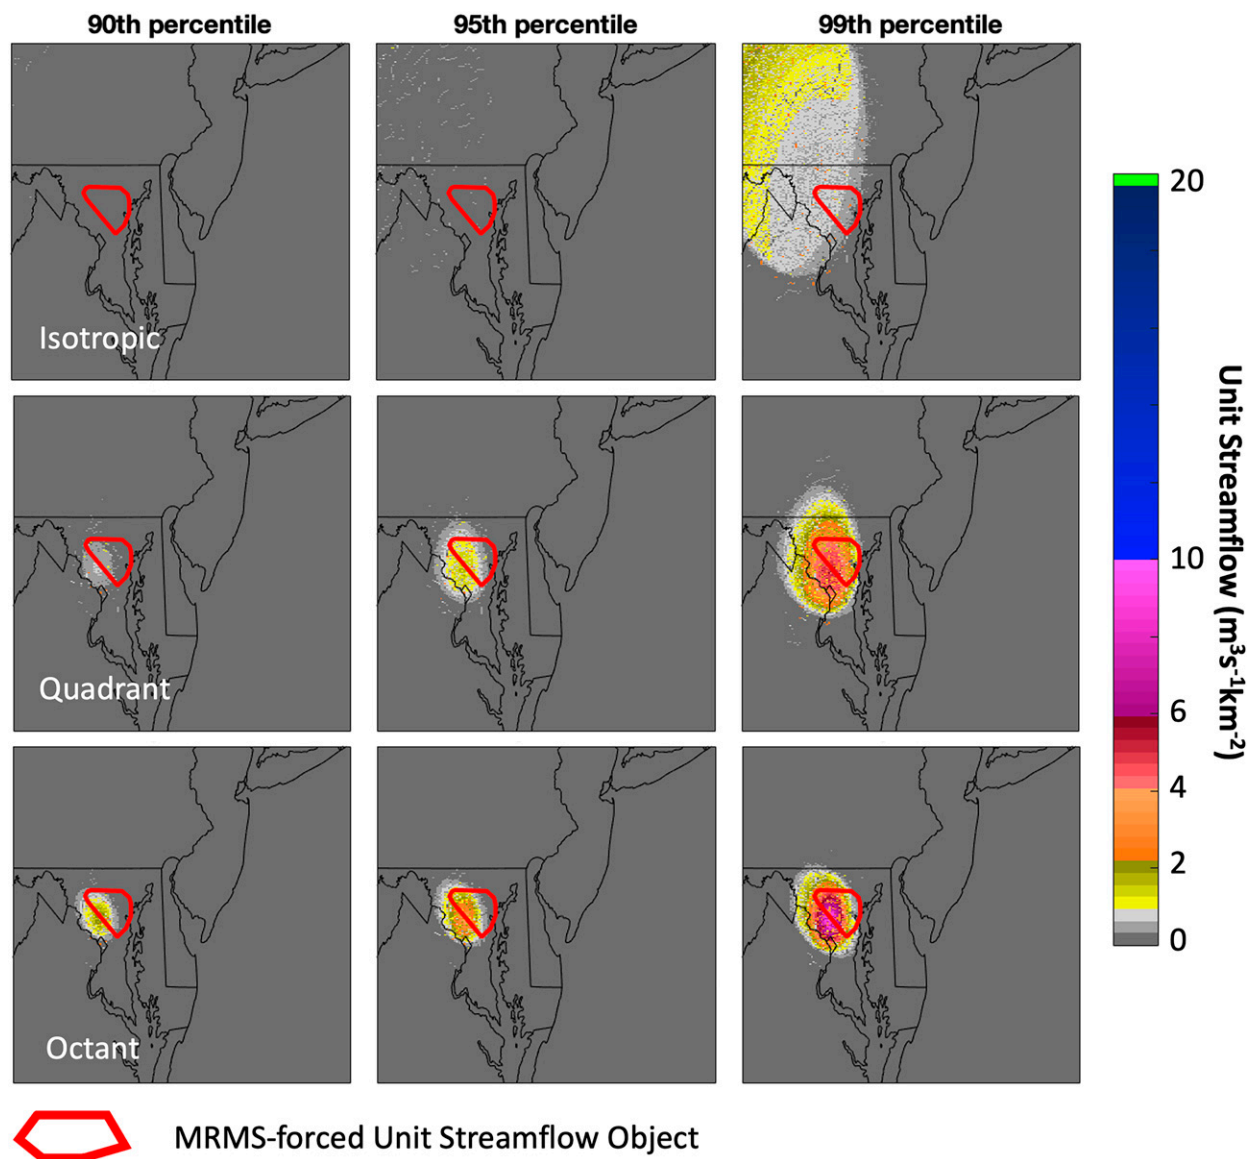 90th percentile 95th percentile 99th percentile
Isotropic
Quadrant
Octant
20
10
6
4
2
0
Unit Streamflow (m³s⁻¹km⁻²)
MRMS-forced Unit Streamflow Object